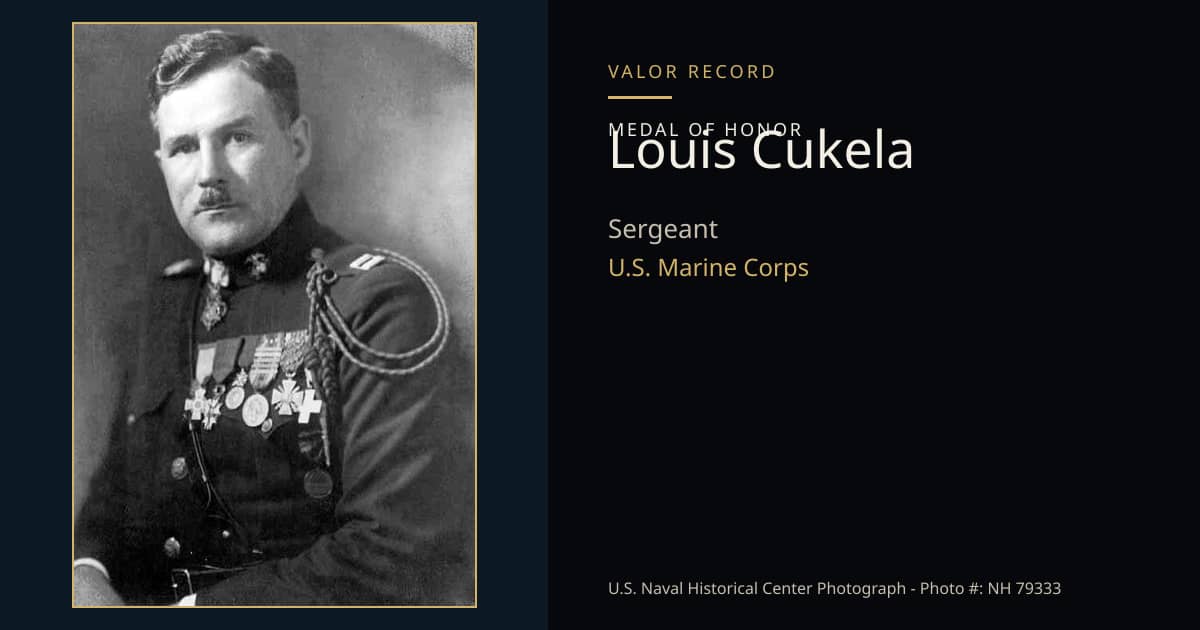 VALOR RECORD
MEDAL OF HONOR
Louis Cukela
Sergeant
U.S. Marine Corps
U.S. Naval Historical Center Photograph - Photo #: NH 79333